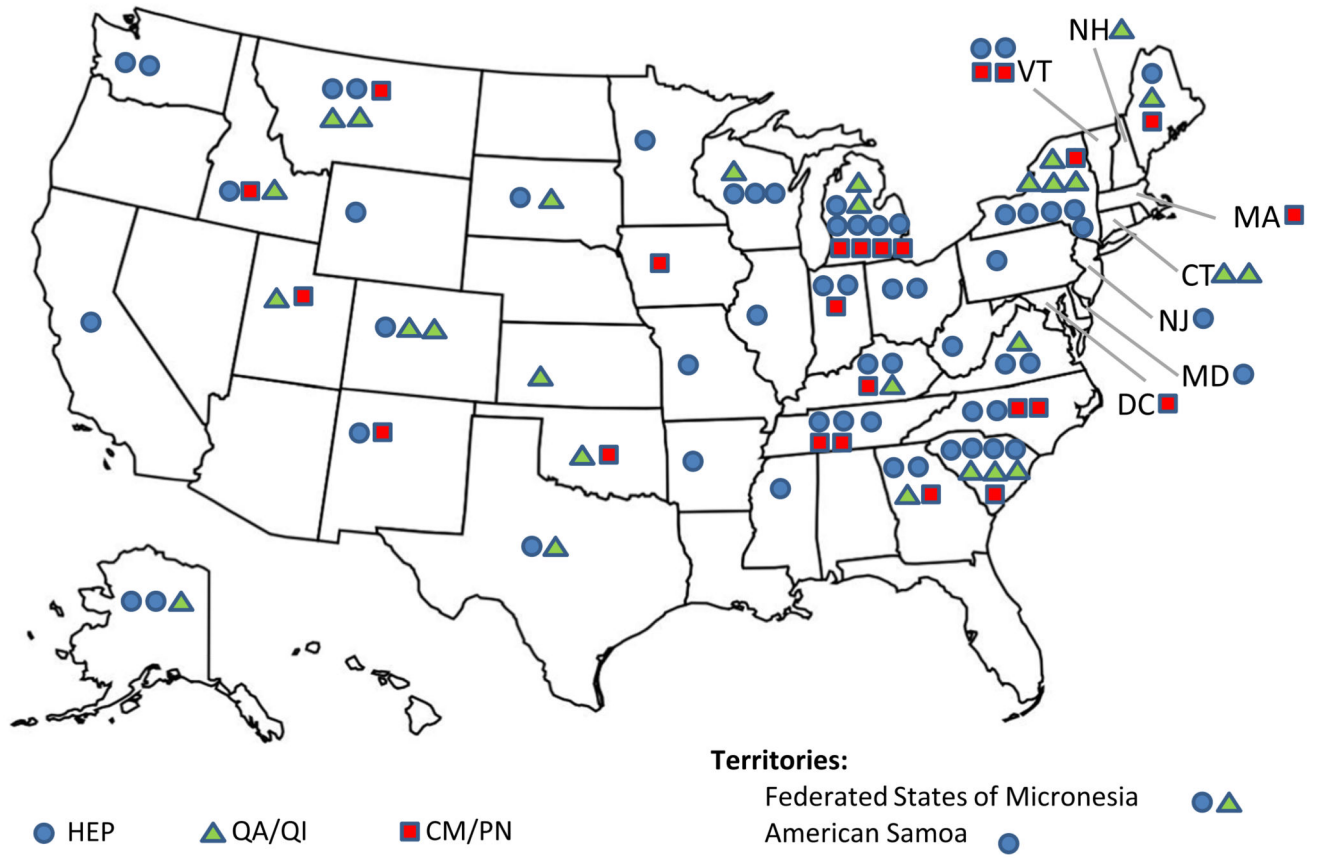 NH
VT
MA
CT
NJ
MD
DC
Territories:
Federated States of Micronesia
American Samoa
HEP QA/QI CM/PN